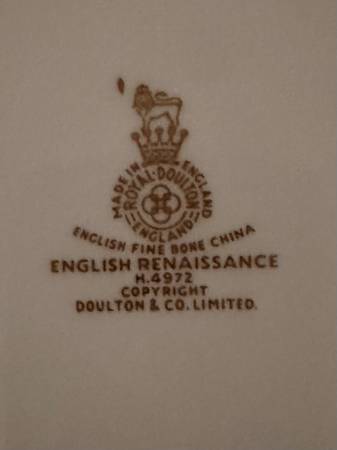 MADE IN ENGLAND
ROYAL·DOULTON
ENGLAND
ENGLISH FINE BONE CHINA
ENGLISH RENAISSANCE
H.4972
COPYRIGHT
DOULTON & CO. LIMITED.